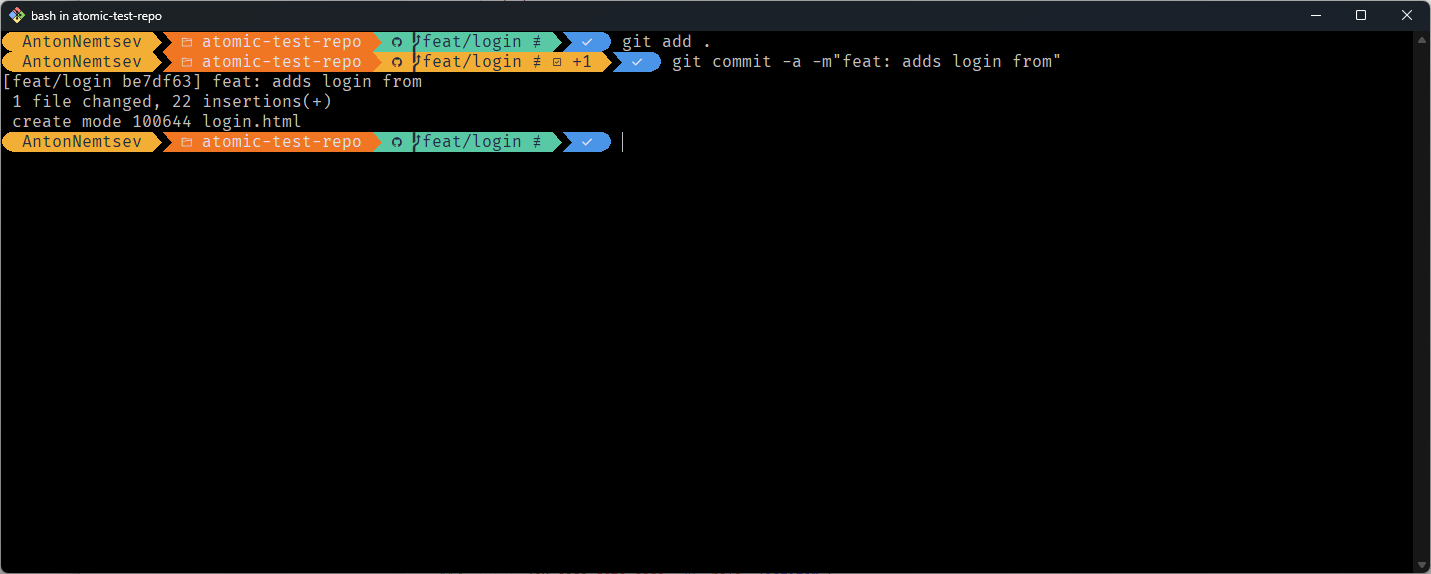 bash in atomic-test-repo
AntonNemtsev atomic-test-repo feat/login ≢ ✓ git add .
AntonNemtsev atomic-test-repo feat/login ≢ ☑ +1 ✓ git commit -a -m"feat: adds login from"
[feat/login be7df63] feat: adds login from
1 file changed, 22 insertions(+)
create mode 100644 login.html
AntonNemtsev atomic-test-repo feat/login ≢ ✓